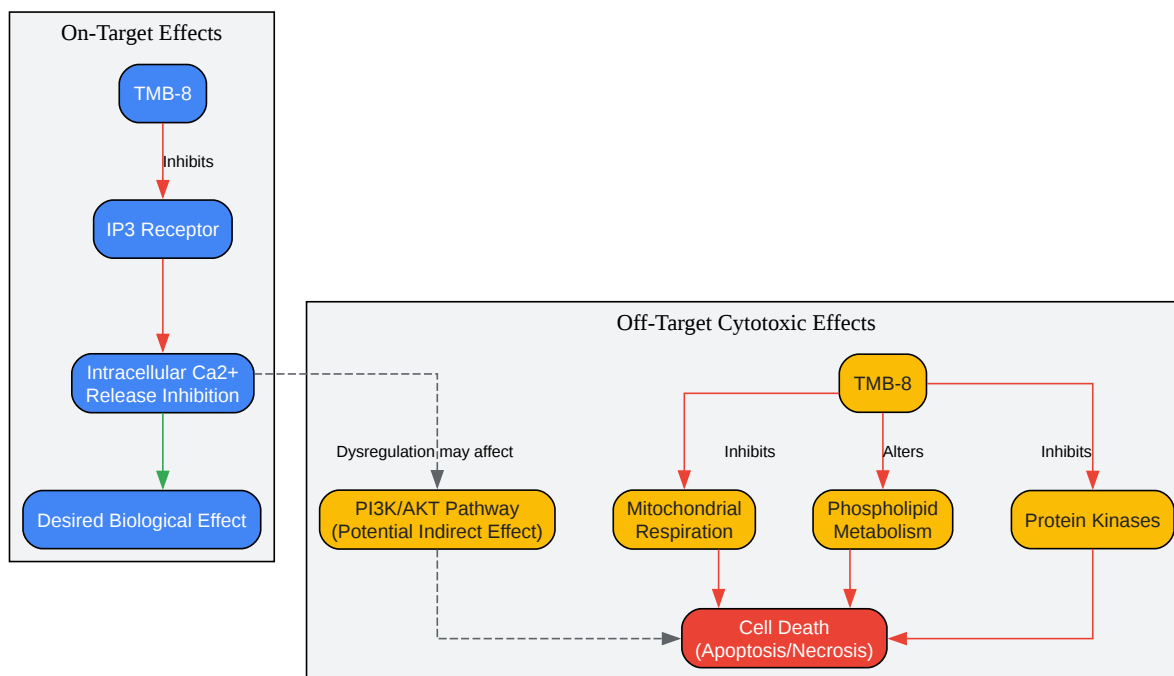 On-Target Effects
TMB-8
Inhibits
IP3 Receptor
Intracellular Ca2+
Release Inhibition
Desired Biological Effect
Off-Target Cytotoxic Effects
TMB-8
Dysregulation may affect
Inhibits
Alters
Inhibits
PI3K/AKT Pathway
(Potential Indirect Effect)
Mitochondrial
Respiration
Phospholipid
Metabolism
Protein Kinases
Cell Death
(Apoptosis/Necrosis)